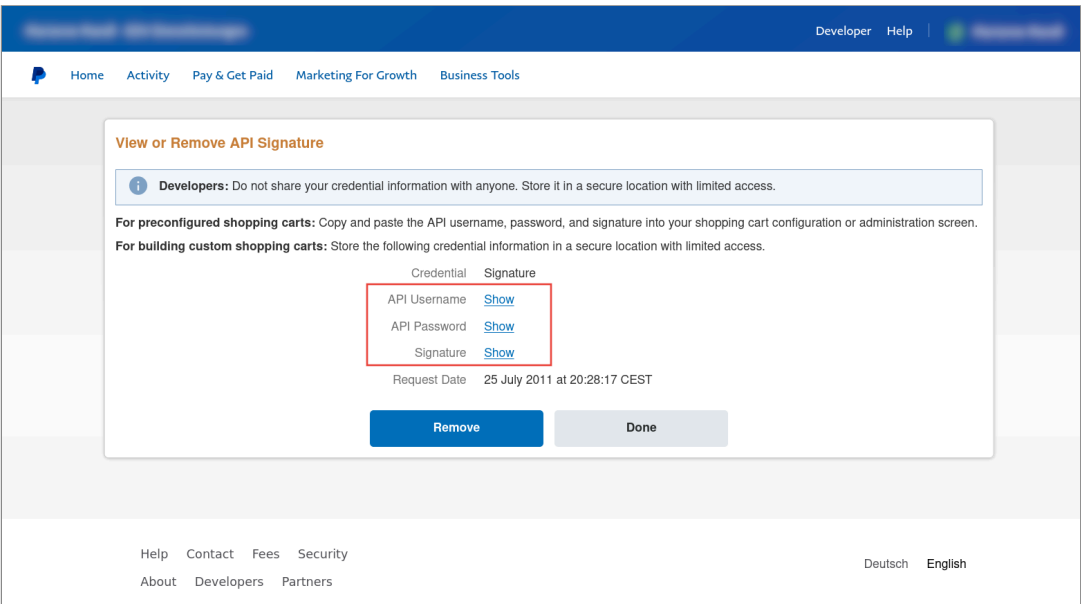 Developer Help
Home Activity Pay & Get Paid Marketing For Growth Business Tools
View or Remove API Signature
Developers: Do not share your credential information with anyone. Store it in a secure location with limited access.
For preconfigured shopping carts: Copy and paste the API username, password, and signature into your shopping cart configuration or administration screen.
For building custom shopping carts: Store the following credential information in a secure location with limited access.
Credential Signature
API Username Show
API Password Show
Signature Show
Request Date 25 July 2011 at 20:28:17 CEST
Remove Done
Help Contact Fees Security
Deutsch English
About Developers Partners